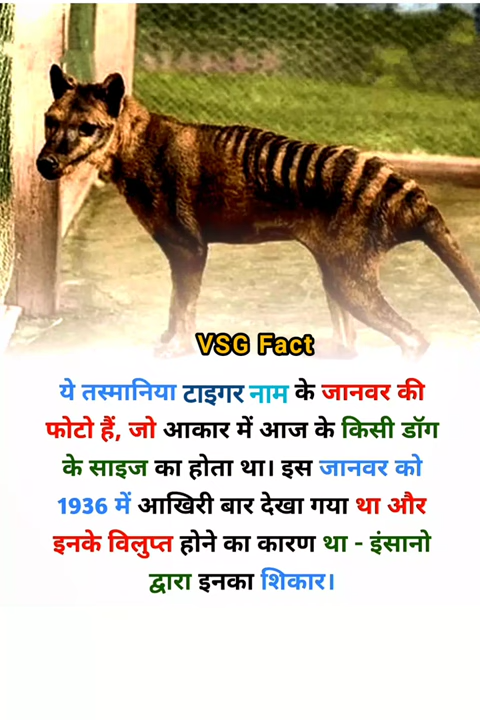 VSG Fact
ये तस्मानिया टाइगर नाम के जानवर की
फोटो हैं, जो आकार में आज के किसी डॉग
के साइज का होता था। इस जानवर को
1936 में आखिरी बार देखा गया था और
इनके विलुप्त होने का कारण था - इंसानो
द्वारा इनका शिकार।